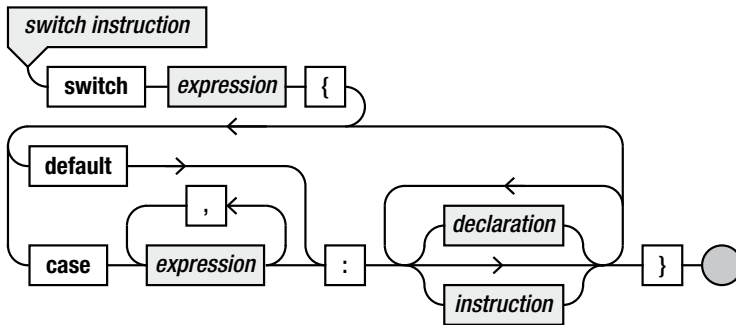 switch instruction
switch expression {
default
,
declaration
case expression : }
instruction